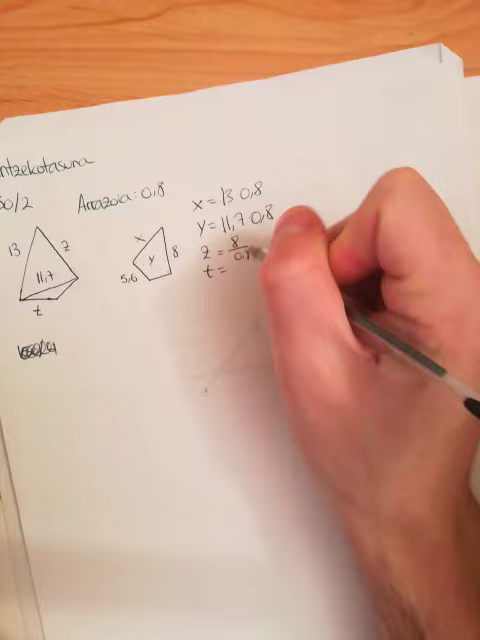 ntzekotasuna
50/2 Arrazoia: 0,8
x = 13·0,8
y = 11,7·0,8
z = 8/0,8
t =
13 z
11,7
t
x
y 8
5,6